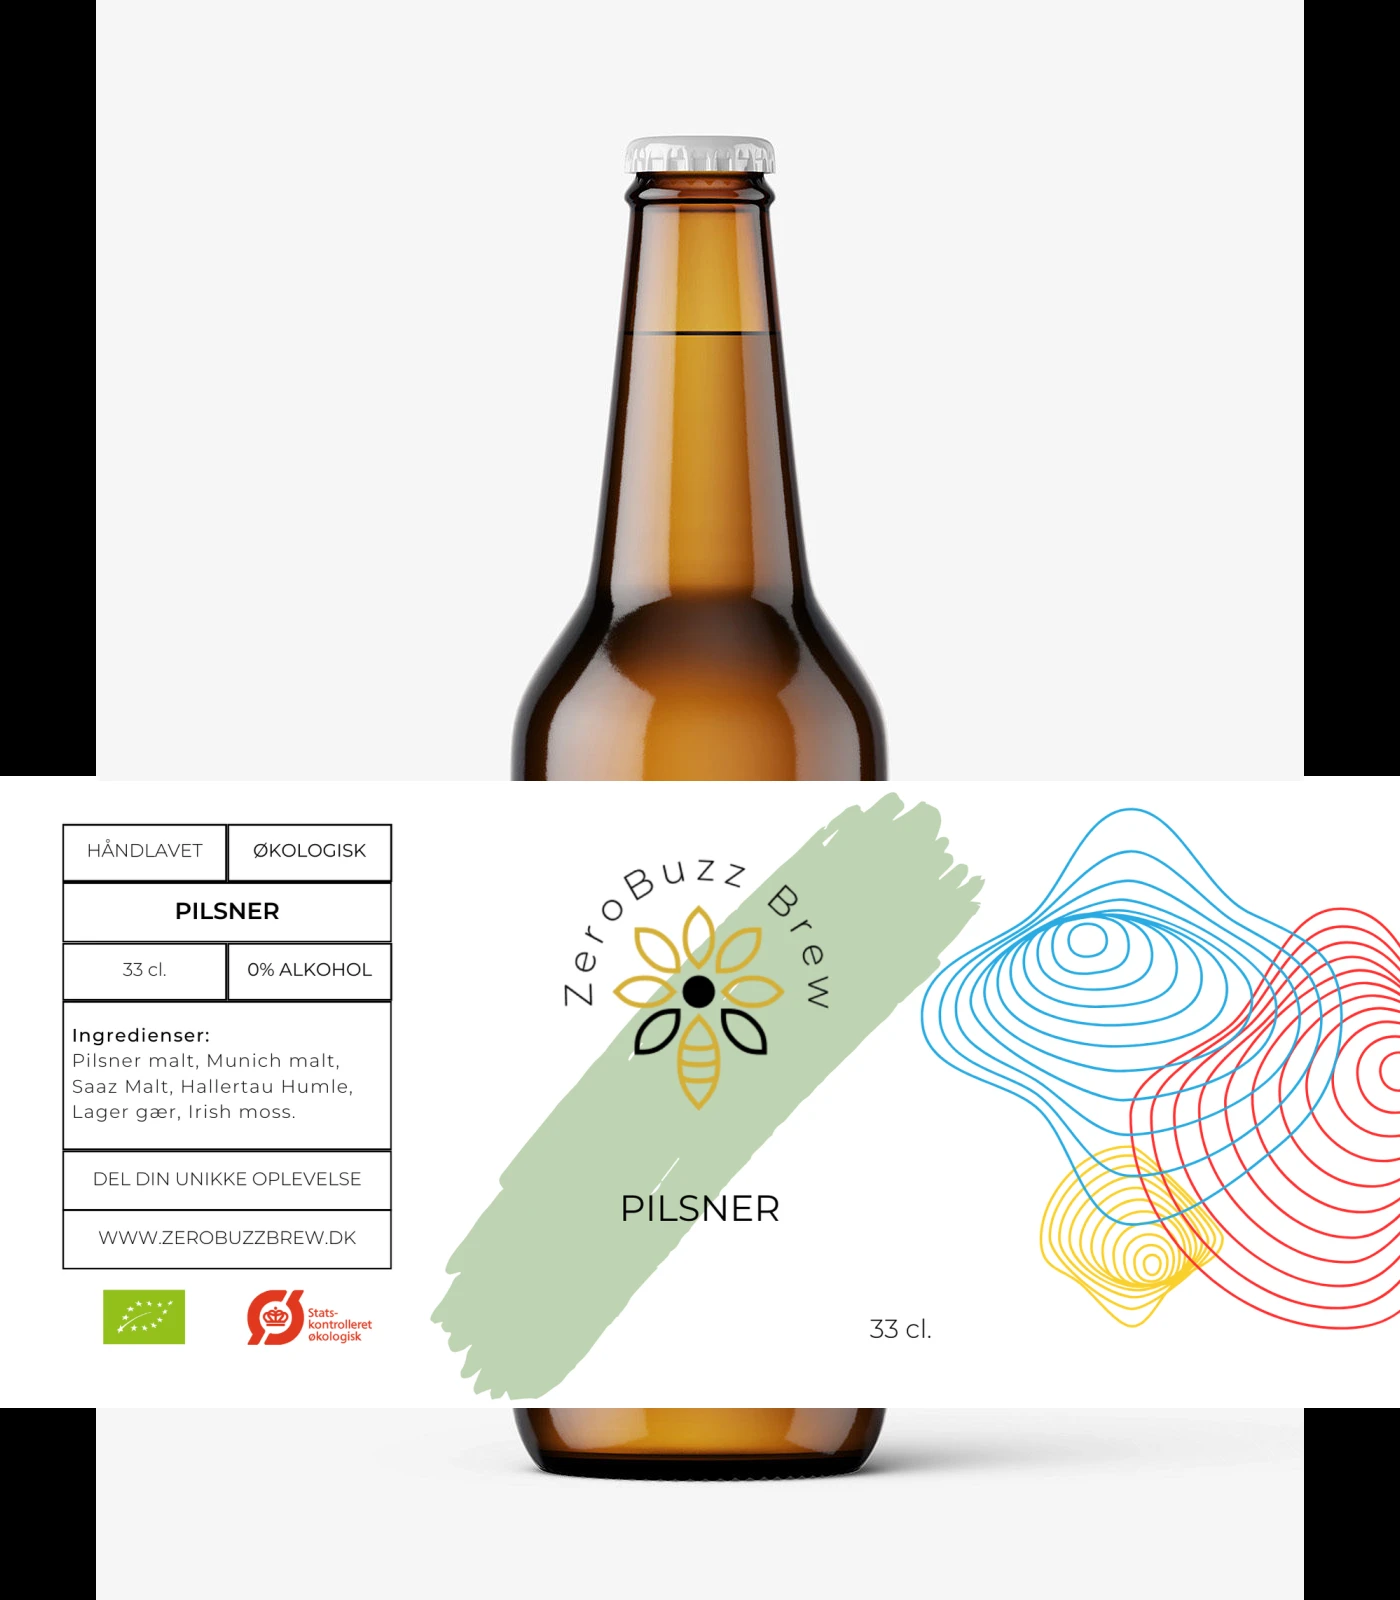 HÅNDLAVET
ØKOLOGISK
PILSNER
33 cl.
0% ALKOHOL
Ingredienser:
Pilsner malt, Munich malt,
Saaz Malt, Hallertau Humle,
Lager gær, Irish moss.
DEL DIN UNIKKE OPLEVELSE
WWW.ZEROBUZZBREW.DK
Stats-
kontrolleret
økologisk
ZeroBuzz Brew
PILSNER
33 cl.